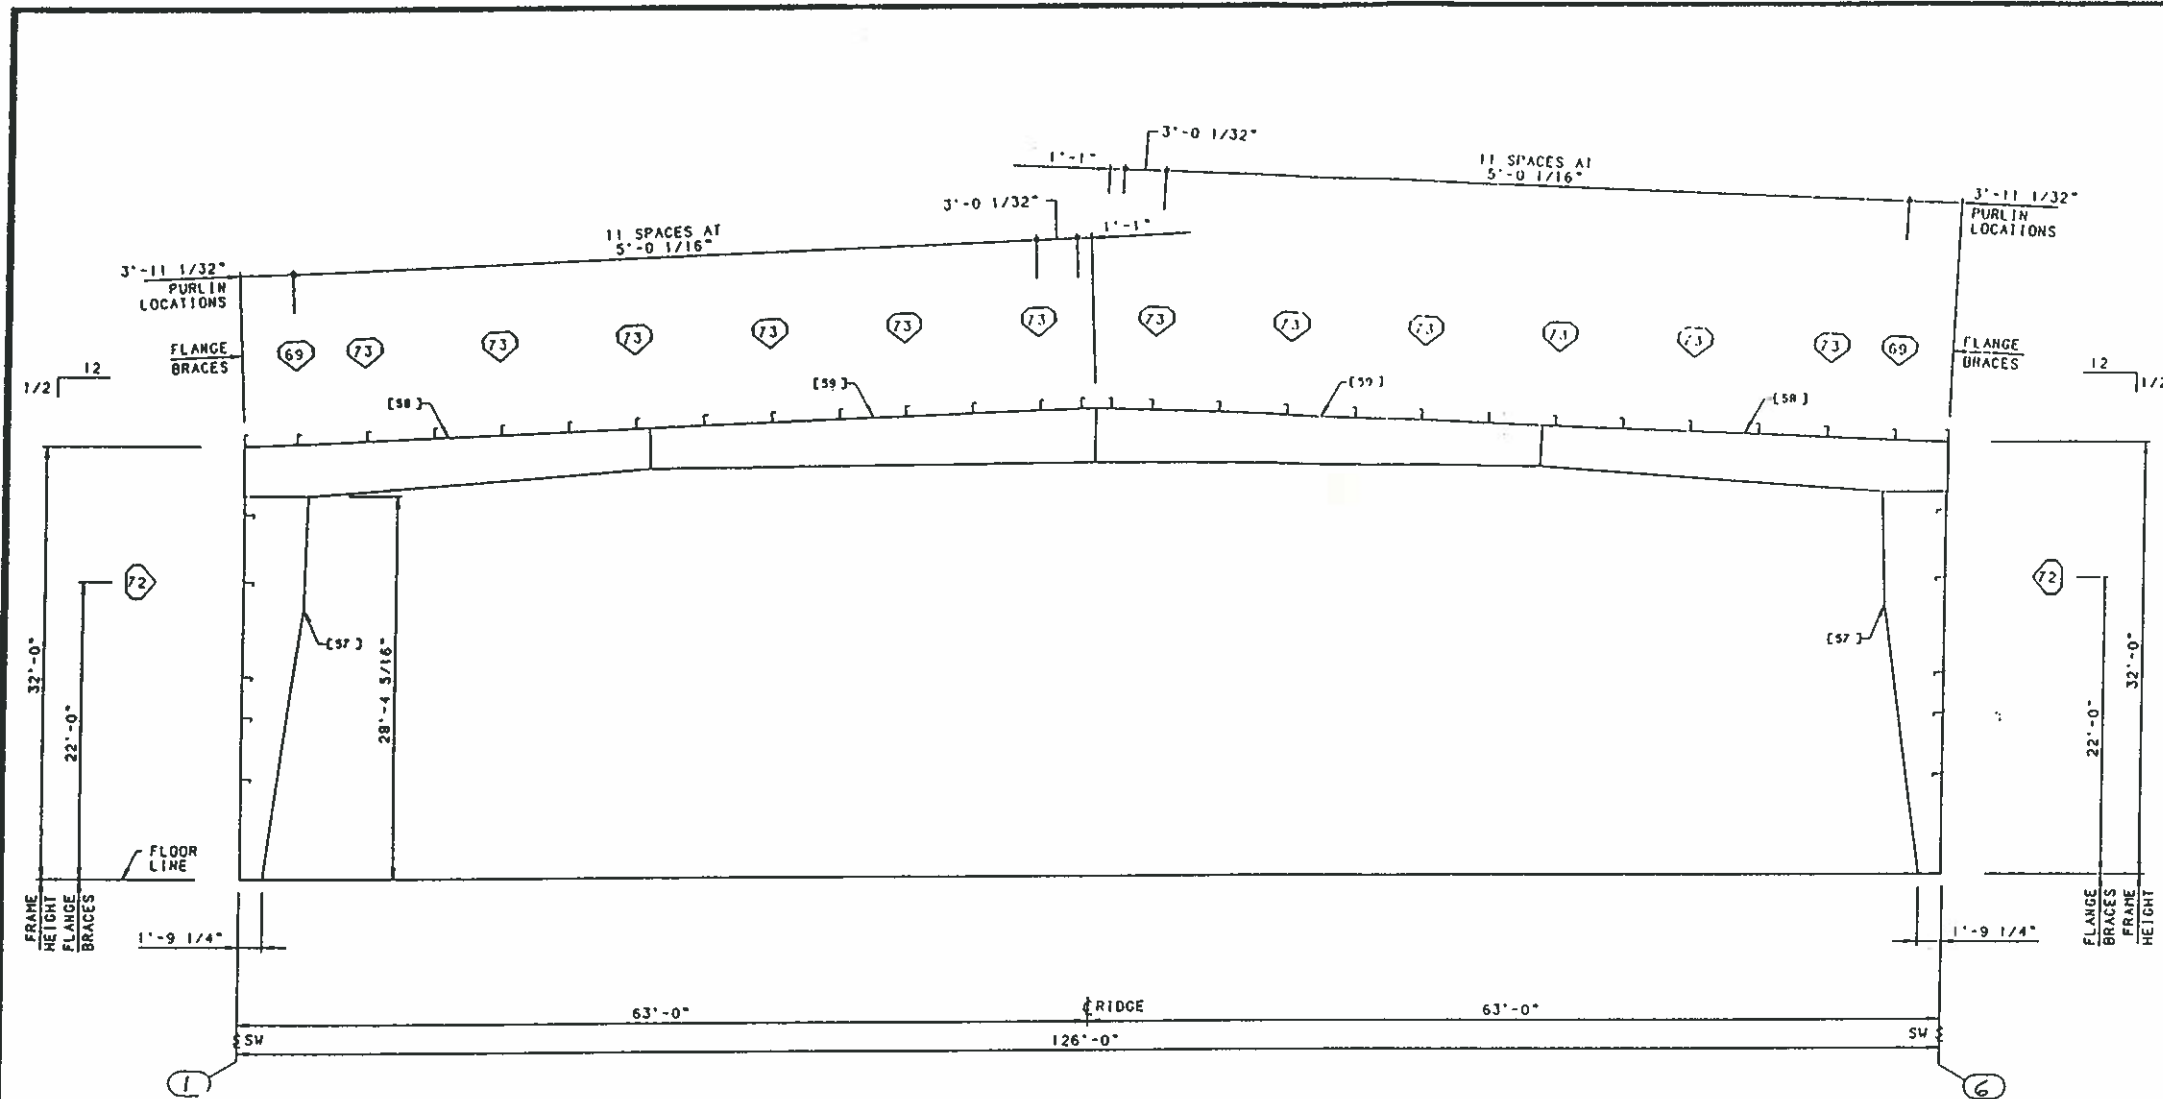 3'-0 1/32"
1'-1"
11 SPACES AT
5'-0 1/16"
3'-11 1/32"
PURLIN
LOCATIONS
3'-0 1/32"
1'-1"
11 SPACES AT
5'-0 1/16"
3'-11 1/32"
PURLIN
LOCATIONS
FLANGE
BRACES
69
73
73
73
73
73
73
73
73
73
73
73
73
69
FLANGE
BRACES
12
1/2
12
1/2
[58]
[59]
[59]
[58]
72
72
[57]
[57]
32'-0"
22'-0"
28'-4 5/16"
22'-0"
32'-0"
FLOOR
LINE
FRAME
HEIGHT
FLANGE
BRACES
FLANGE
BRACES
FRAME
HEIGHT
1'-9 1/4"
1'-9 1/4"
63'-0"
RIDGE
63'-0"
SW
126'-0"
SW
1
6